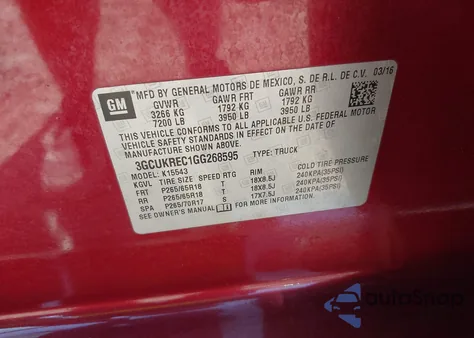 GM
MFD BY GENERAL MOTORS DE MEXICO, S. DE R.L. DE C.V. 03/16
GVWR GAWR FRT GAWR RR
3266 KG 1792 KG 1792 KG
7200 LB 3950 LB 3950 LB
THIS VEHICLE CONFORMS TO ALL APPLICABLE U.S. FEDERAL MOTOR
VEHICLE SAFETY STANDARDS IN EFFECT ON THE DATE OF
MANUFACTURE SHOWN ABOVE.
3GCUKREC1GG268595 TYPE: TRUCK
MODEL: K15543
KGVL TIRE SIZE SPEED RTG RIM COLD TIRE PRESSURE
FRT P265/65R18 T 18X8.5J 240KPA(35PSI)
RR P265/65R18 T 18X8.5J 240KPA(35PSI)
SPA P265/70R17 S 17X7.5J 240KPA(35PSI)
SEE OWNER'S MANUAL FOR MORE INFORMATION.
autoSnap